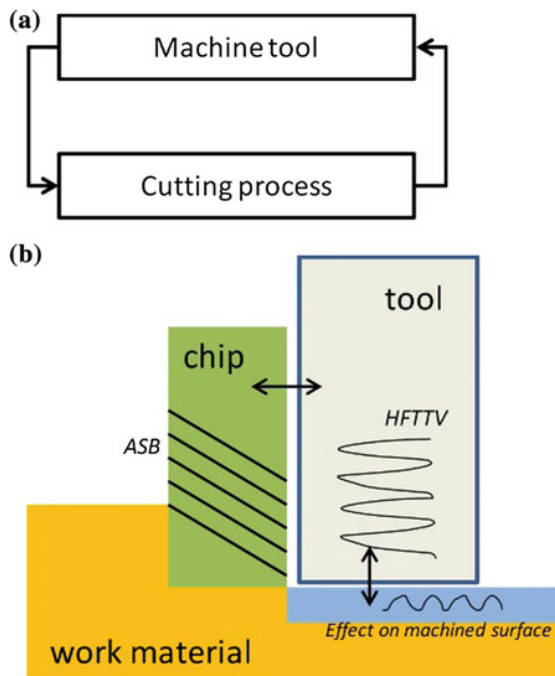 (a)
Machine tool
Cutting process
(b)
tool
chip
HFTTV
ASB
Effect on machined surface
work material